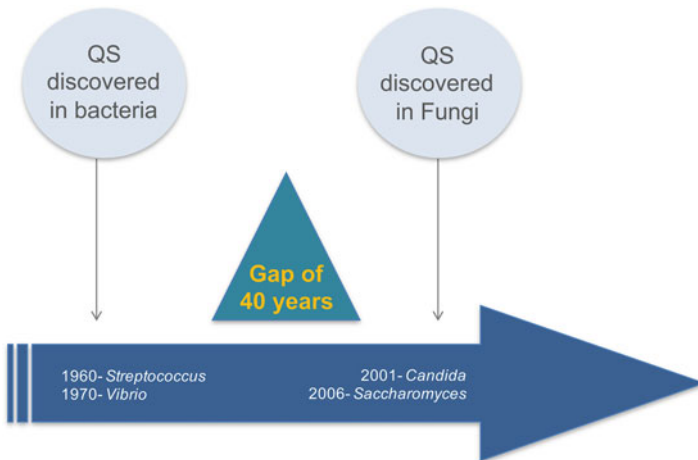 QS
discovered
in bacteria
QS
discovered
in Fungi
Gap of
40 years
1960- Streptococcus
1970- Vibrio
2001- Candida
2006- Saccharomyces